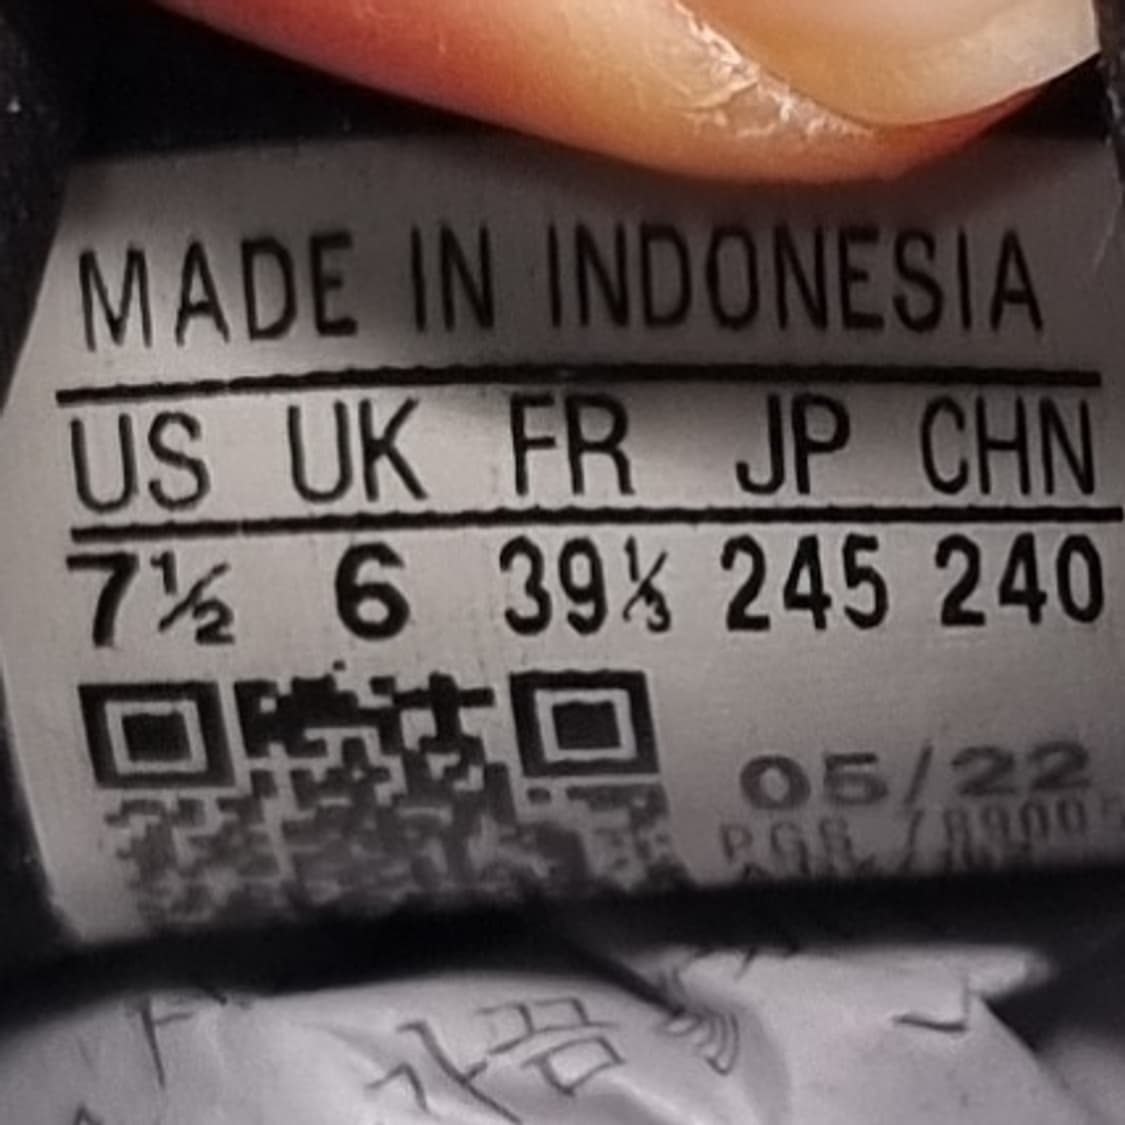 MADE IN INDONESIA
US UK FR JP CHN
7½ 6 39⅓ 245 240
05/22